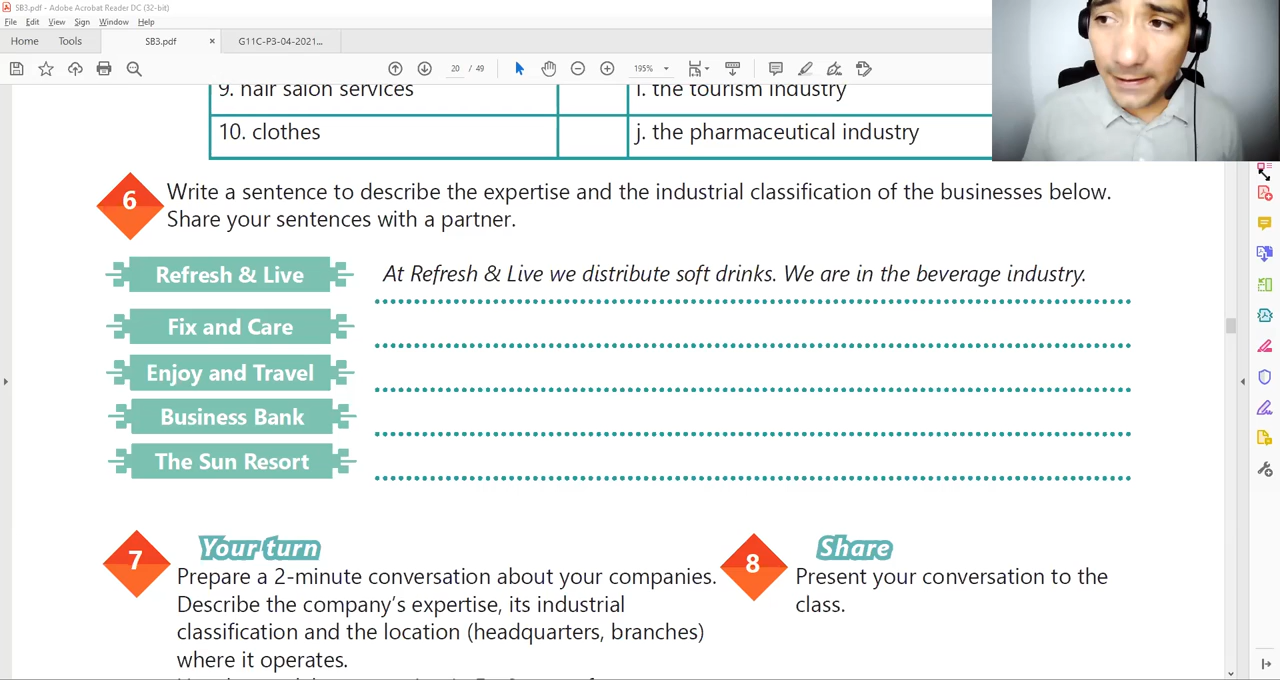 SB3.pdf - Adobe Acrobat Reader DC (32-bit)
File Edit View Sign Window Help
Home Tools SB3.pdf × G11C-P3-04-2021...
20 / 49 195%
9. hair salon services i. the tourism industry
10. clothes j. the pharmaceutical industry
6 Write a sentence to describe the expertise and the industrial classification of the businesses below.
Share your sentences with a partner.
Refresh & Live At Refresh & Live we distribute soft drinks. We are in the beverage industry.
Fix and Care
Enjoy and Travel
Business Bank
The Sun Resort
7 Your turn
Prepare a 2-minute conversation about your companies.
Describe the company's expertise, its industrial
classification and the location (headquarters, branches)
where it operates.
8 Share
Present your conversation to the
class.